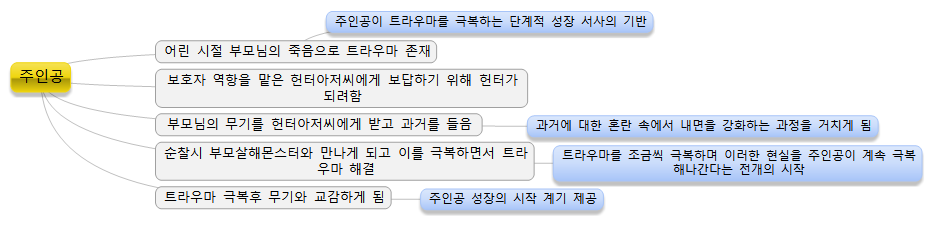 주인공이 트라우마를 극복하는 단계적 성장 서사의 기반
어린 시절 부모님의 죽음으로 트라우마 존재
주인공
보호자 역항을 맡은 헌터아저씨에게 보답하기 위해 헌터가
되려함
부모님의 무기를 헌터아저씨에게 받고 과거를 들음
과거에 대한 혼란 속에서 내면을 강화하는 과정을 거치게 됨
순찰시 부모살해몬스터와 만나게 되고 이를 극복하면서 트라
우마 해결
트라우마를 조금씩 극복하며 이러한 현실을 주인공이 계속 극복
해나간다는 전개의 시작
트라우마 극복후 무기와 교감하게 됨
주인공 성장의 시작 계기 제공